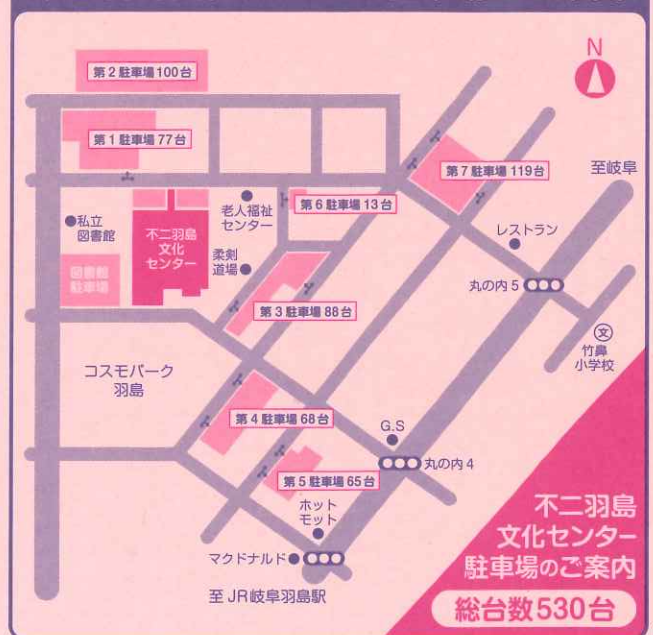 N
第2駐車場100台
第1駐車場77台
第7駐車場 119台
至岐阜
●私立
図書館
不二羽島
文化
センター
老人福祉
センター
第6駐車場 13台
レストラン
図書館
駐車場
柔剣
道場
丸の内 5
第3駐車場88台
文
竹鼻
小学校
コスモパーク
羽島
第4駐車場68台
G.S
丸の内 4
第5駐車場65台
ホット
モット
マクドナルド
至 JR岐阜羽島駅
不二羽島
文化センター
駐車場のご案内
総台数530台